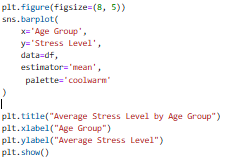 plt.figure(figsize=(8, 5))
sns.barplot(
    x='Age Group',
    y='Stress Level',
    data=df,
    estimator='mean',
     palette='coolwarm'
)

plt.title("Average Stress Level by Age Group")
plt.xlabel("Age Group")
plt.ylabel("Average Stress Level")
plt.show()